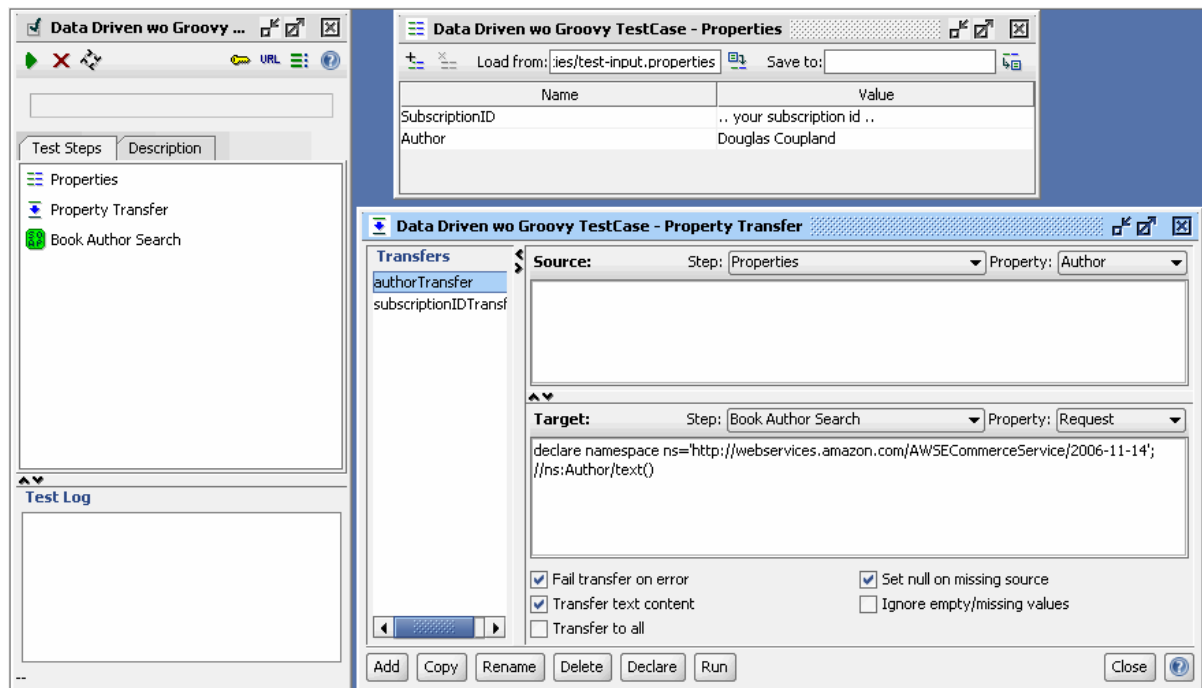 Data Driven wo Groovy ...
URL
Test Steps
Description
Properties
Property Transfer
Book Author Search
Test Log
--
Data Driven wo Groovy TestCase - Properties
Load from: :ies/test-input.properties Save to:
Name Value
SubscriptionID .. your subscription id ..
Author Douglas Coupland
Data Driven wo Groovy TestCase - Property Transfer
Transfers
authorTransfer
subscriptionIDTransf
Source: Step: Properties Property: Author
Target: Step: Book Author Search Property: Request
declare namespace ns='http://webservices.amazon.com/AWSECommerceService/2006-11-14';
//ns:Author/text()
Fail transfer on error Set null on missing source
Transfer text content Ignore empty/missing values
Transfer to all
Add Copy Rename Delete Declare Run Close